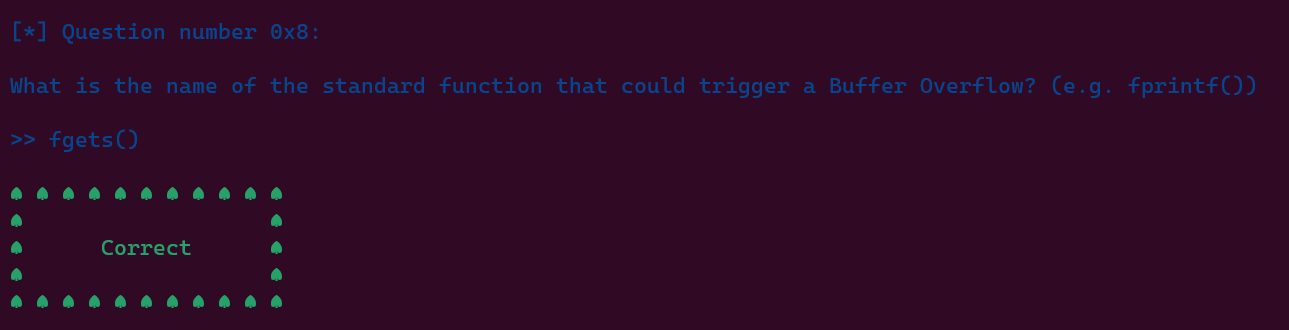 [*] Question number 0x8:
What is the name of the standard function that could trigger a Buffer Overflow? (e.g. fprintf())
>> fgets()
♠ ♠ ♠ ♠ ♠ ♠ ♠ ♠ ♠ ♠ ♠
♠ ♠
♠ Correct ♠
♠ ♠
♠ ♠ ♠ ♠ ♠ ♠ ♠ ♠ ♠ ♠ ♠